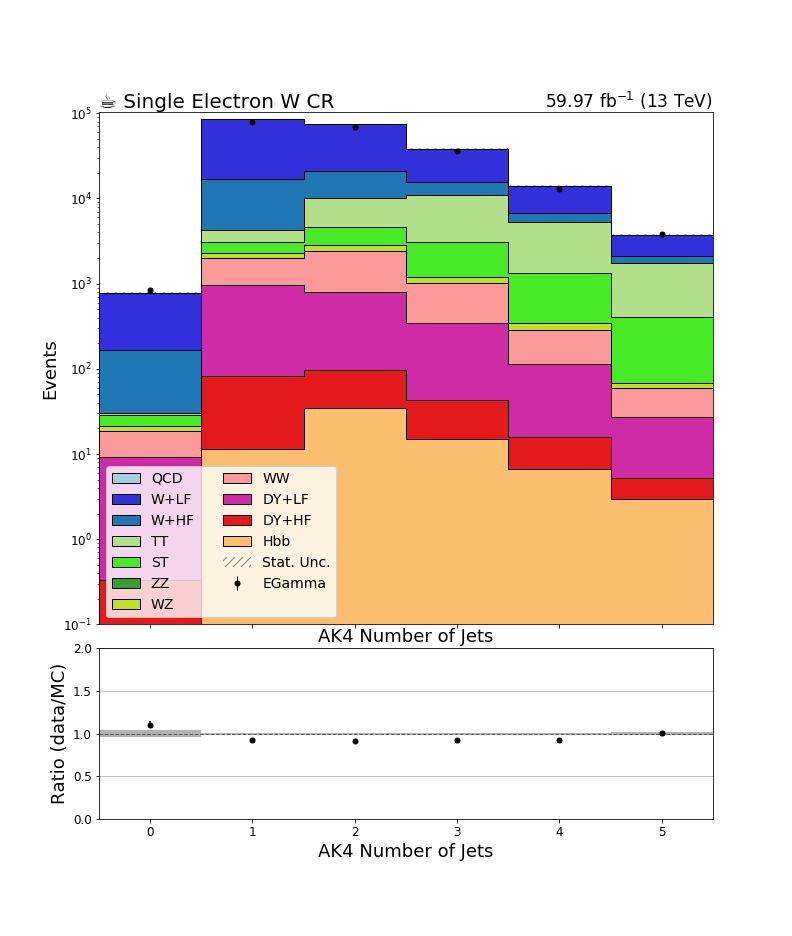 ☕ Single Electron W CR 59.97 fb⁻¹ (13 TeV)
10⁵
10⁴
10³
10²
10¹
10⁰
10⁻¹
Events
QCD WW
W+LF DY+LF
W+HF DY+HF
TT Hbb
ST Stat. Unc.
ZZ EGamma
WZ
AK4 Number of Jets
2.0
1.5
1.0
0.5
0.0
Ratio (data/MC)
0 1 2 3 4 5
AK4 Number of Jets